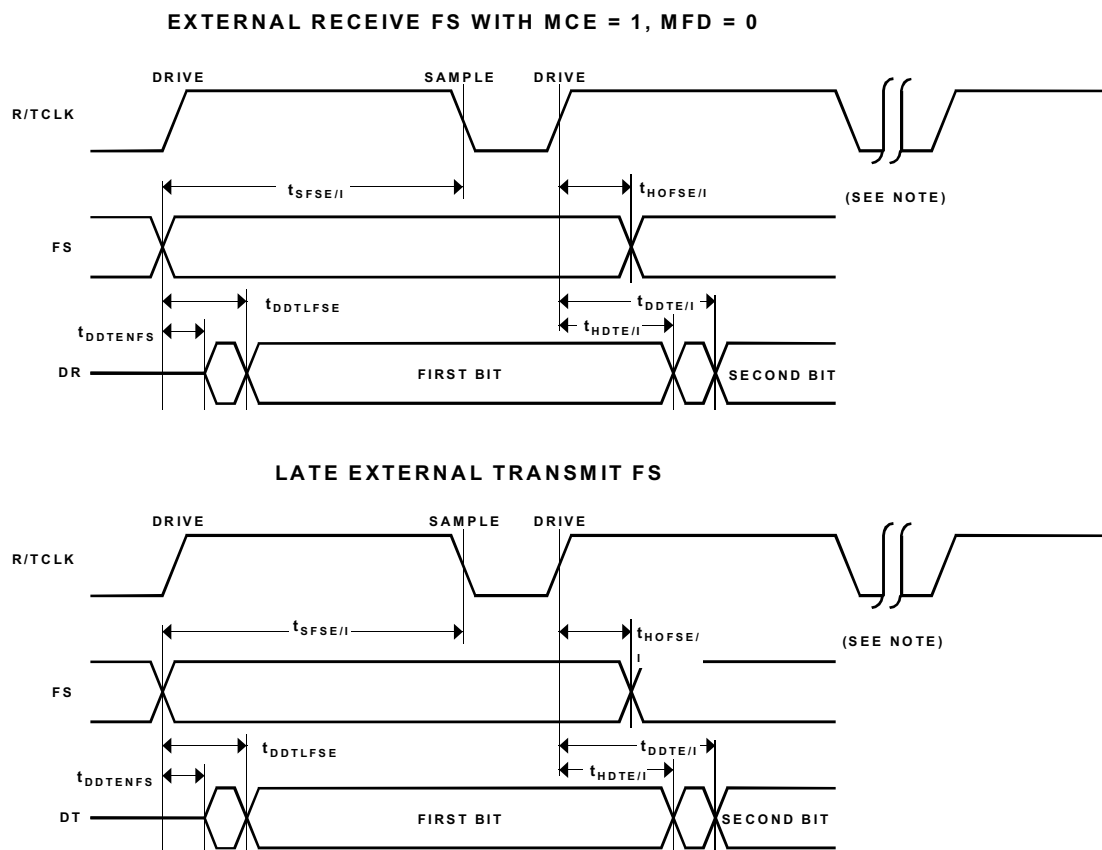 EXTERNAL RECEIVE FS WITH MCE = 1, MFD = 0
DRIVE SAMPLE DRIVE
R/TCLK
tSFSE/I tHOFSE/I (SEE NOTE)
FS
tDDTLFSE tDDTE/I
tDDTENFS tHDTE/I
DR FIRST BIT SECOND BIT
LATE EXTERNAL TRANSMIT FS
DRIVE SAMPLE DRIVE
R/TCLK
tSFSE/I tHOFSE/ (SEE NOTE)
I
FS
tDDTLFSE tDDTE/I
tDDTENFS tHDTE/I
DT FIRST BIT SECOND BIT